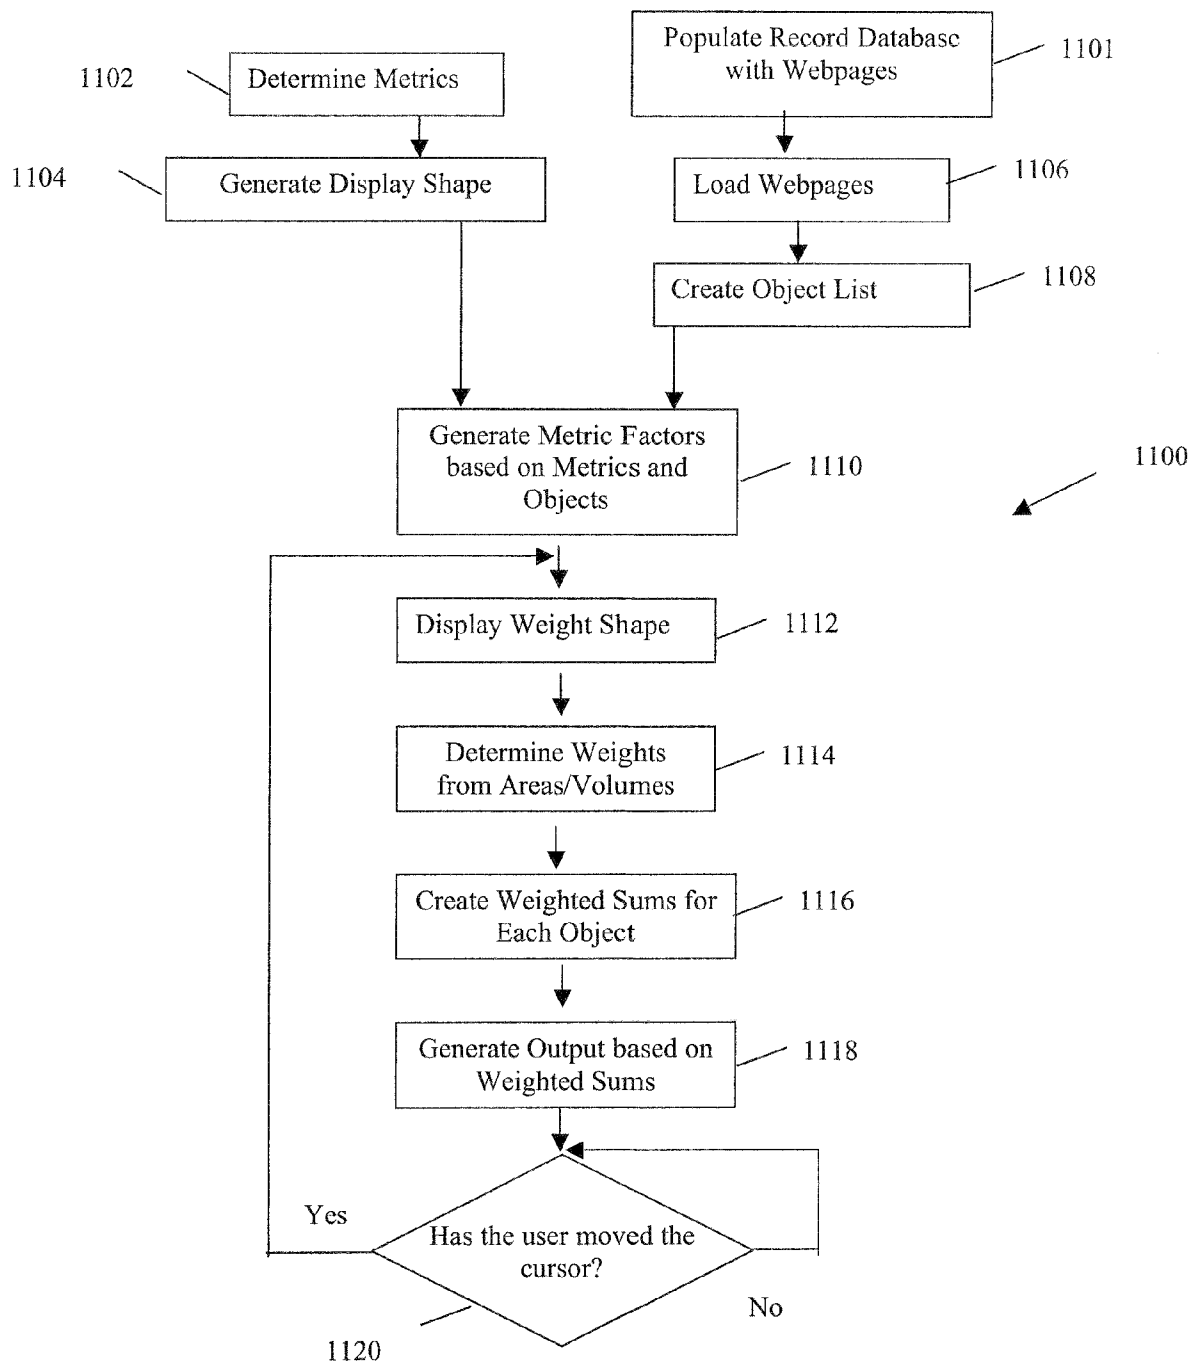 Populate Record Database
with Webpages
1101
1102
Determine Metrics
1104
Generate Display Shape
Load Webpages
1106
Create Object List
1108
Generate Metric Factors
based on Metrics and
Objects
1110
1100
Display Weight Shape
1112
Determine Weights
from Areas/Volumes
1114
Create Weighted Sums for
Each Object
1116
Generate Output based on
Weighted Sums
1118
Yes
Has the user moved the
cursor?
No
1120